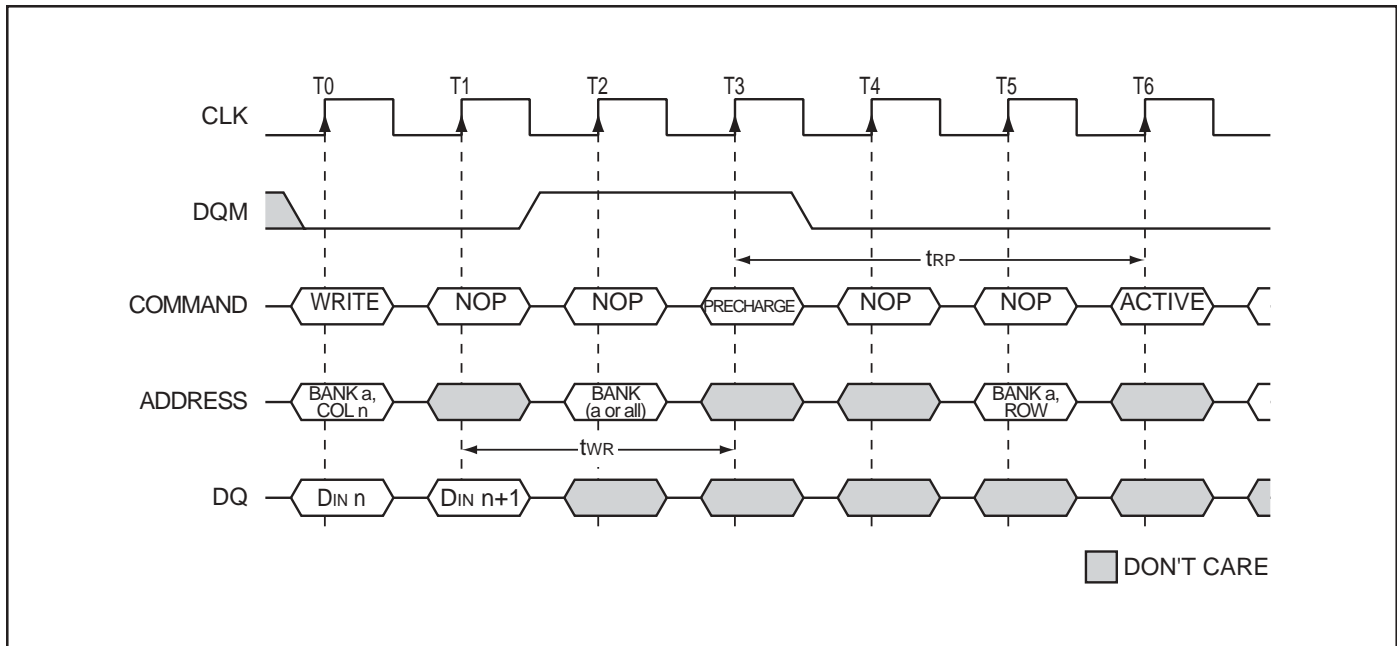 T0 T1 T2 T3 T4 T5 T6
CLK
DQM
tRP
COMMAND WRITE NOP NOP PRECHARGE NOP NOP ACTIVE
ADDRESS BANK a, COL n BANK (a or all) BANK a, ROW
tWR
DQ DIN n DIN n+1
DON'T CARE